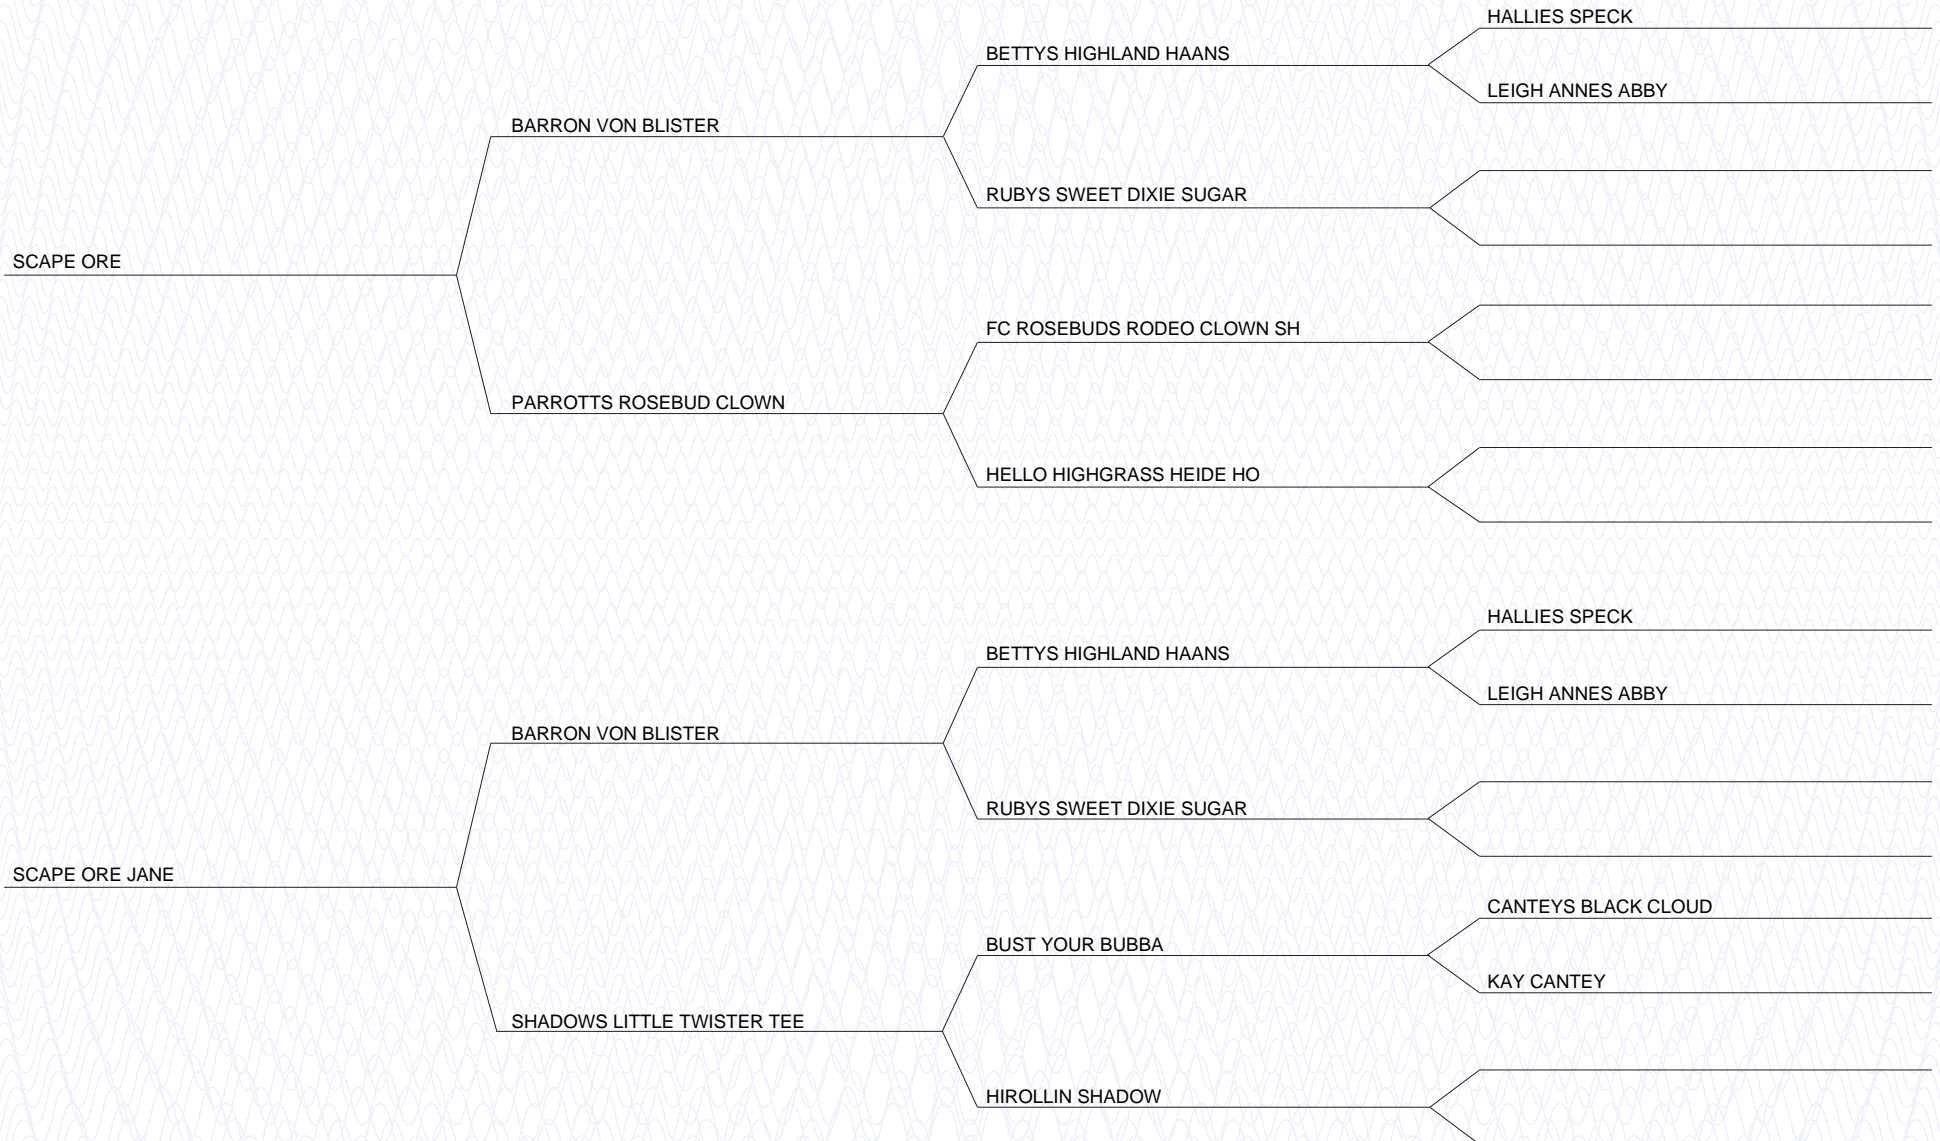 HALLIES SPECK
BETTYS HIGHLAND HAANS
LEIGH ANNES ABBY
BARRON VON BLISTER
RUBYS SWEET DIXIE SUGAR
SCAPE ORE
FC ROSEBUDS RODEO CLOWN SH
PARROTTS ROSEBUD CLOWN
HELLO HIGHGRASS HEIDE HO
HALLIES SPECK
BETTYS HIGHLAND HAANS
LEIGH ANNES ABBY
BARRON VON BLISTER
RUBYS SWEET DIXIE SUGAR
SCAPE ORE JANE
CANTEYS BLACK CLOUD
BUST YOUR BUBBA
KAY CANTEY
SHADOWS LITTLE TWISTER TEE
HIROLLIN SHADOW